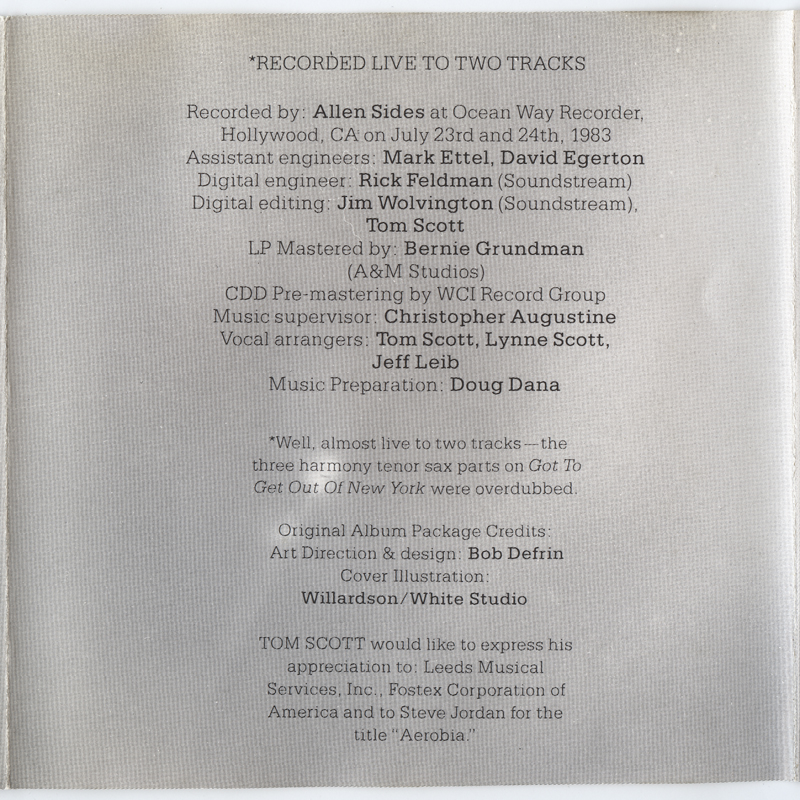 *RECORDED LIVE TO TWO TRACKS
Recorded by: Allen Sides at Ocean Way Recorder,
Hollywood, CA on July 23rd and 24th, 1983
Assistant engineers: Mark Ettel, David Egerton
Digital engineer: Rick Feldman (Soundstream)
Digital editing: Jim Wolvington (Soundstream),
Tom Scott
LP Mastered by: Bernie Grundman
(A&M Studios)
CDD Pre-mastering by WCI Record Group
Music supervisor: Christopher Augustine
Vocal arrangers: Tom Scott, Lynne Scott,
Jeff Leib
Music Preparation: Doug Dana
*Well, almost live to two tracks—the
three harmony tenor sax parts on Got To
Get Out Of New York were overdubbed.
Original Album Package Credits:
Art Direction & design: Bob Defrin
Cover Illustration:
Willardson/White Studio
TOM SCOTT would like to express his
appreciation to: Leeds Musical
Services, Inc., Fostex Corporation of
America and to Steve Jordan for the
title "Aerobia."